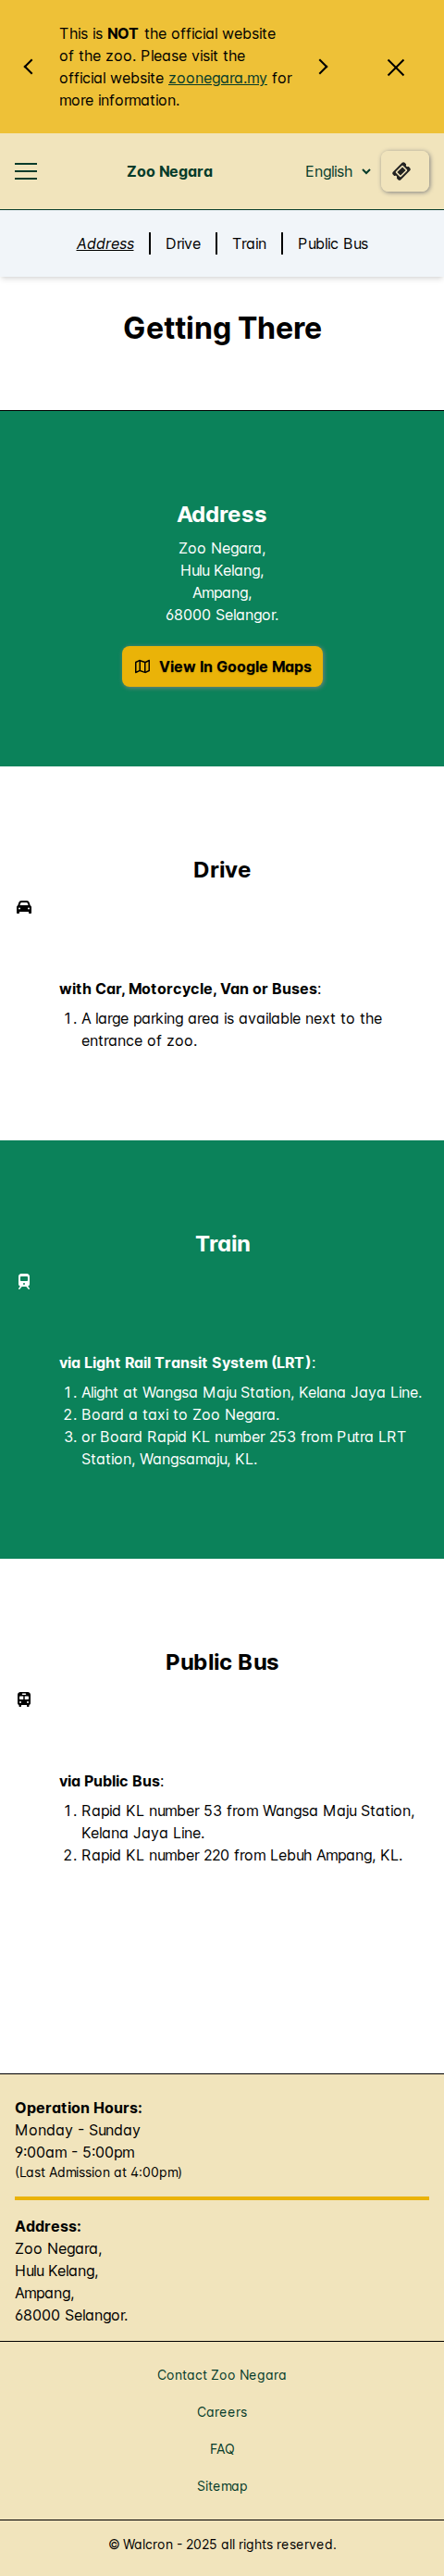 This is NOT the official website
of the zoo. Please visit the
official website zoonegara.my for
more information.
Zoo Negara
English
Address
Drive
Train
Public Bus
Getting There
Address
Zoo Negara,
Hulu Kelang,
Ampang,
68000 Selangor.
View In Google Maps
Drive
with Car, Motorcycle, Van or Buses:
1. A large parking area is available next to the
entrance of zoo.
Train
via Light Rail Transit System (LRT):
1. Alight at Wangsa Maju Station, Kelana Jaya Line.
2. Board a taxi to Zoo Negara.
3. or Board Rapid KL number 253 from Putra LRT
Station, Wangsamaju, KL.
Public Bus
via Public Bus:
1. Rapid KL number 53 from Wangsa Maju Station,
Kelana Jaya Line.
2. Rapid KL number 220 from Lebuh Ampang, KL.
Operation Hours:
Monday - Sunday
9:00am - 5:00pm
(Last Admission at 4:00pm)
Address:
Zoo Negara,
Hulu Kelang,
Ampang,
68000 Selangor.
Contact Zoo Negara
Careers
FAQ
Sitemap
© Walcron - 2025 all rights reserved.